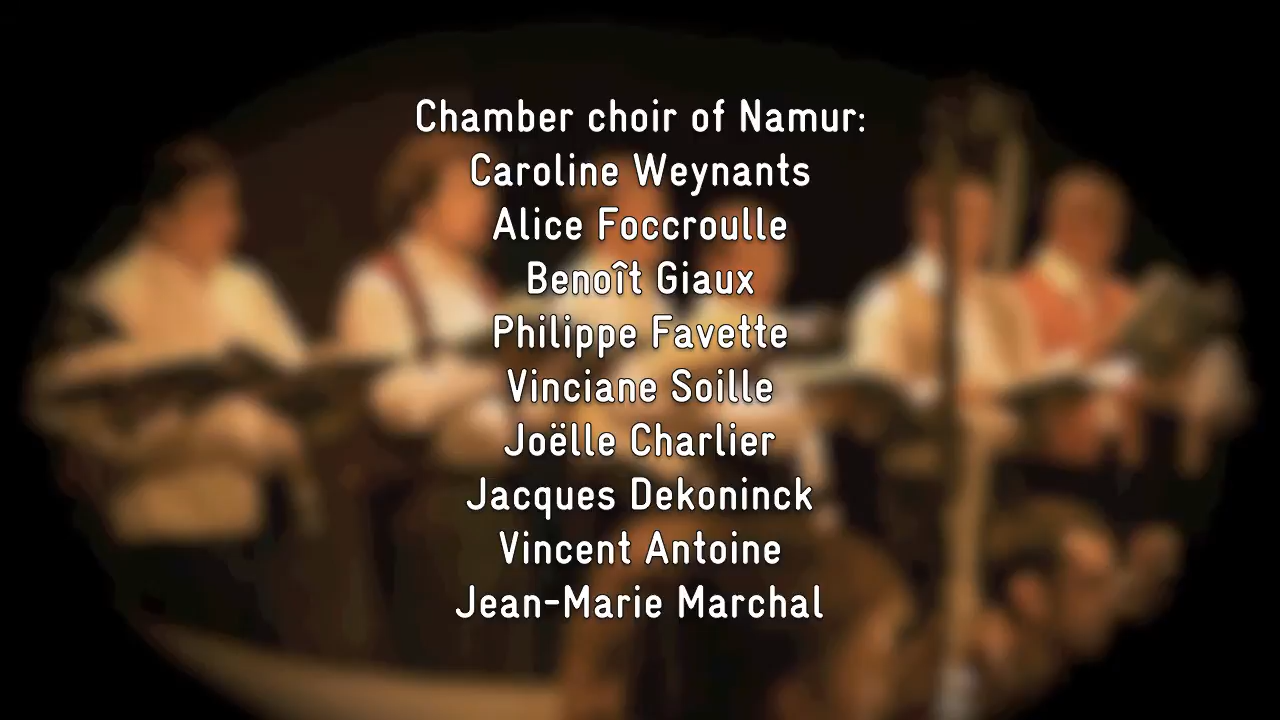 Chamber choir of Namur:
Caroline Weynants
Alice Foccroulle
Benoît Giaux
Philippe Favette
Vinciane Soille
Joëlle Charlier
Jacques Dekoninck
Vincent Antoine
Jean-Marie Marchal